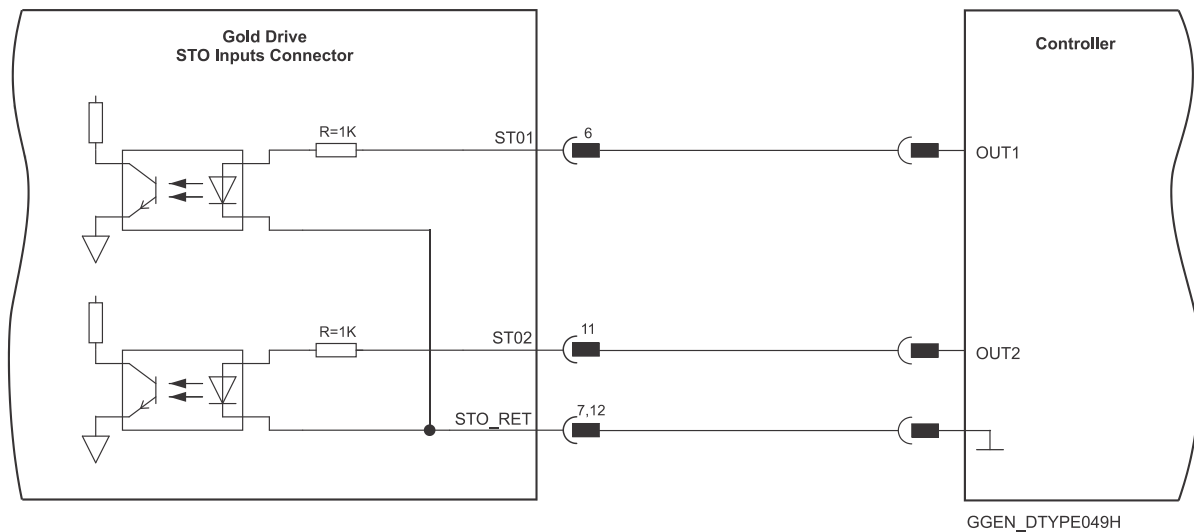 Gold Drive
STO Inputs Connector
Controller
R=1K
ST01
6
OUT1
R=1K
ST02
11
OUT2
STO_RET
7,12
GGEN_DTYPE049H